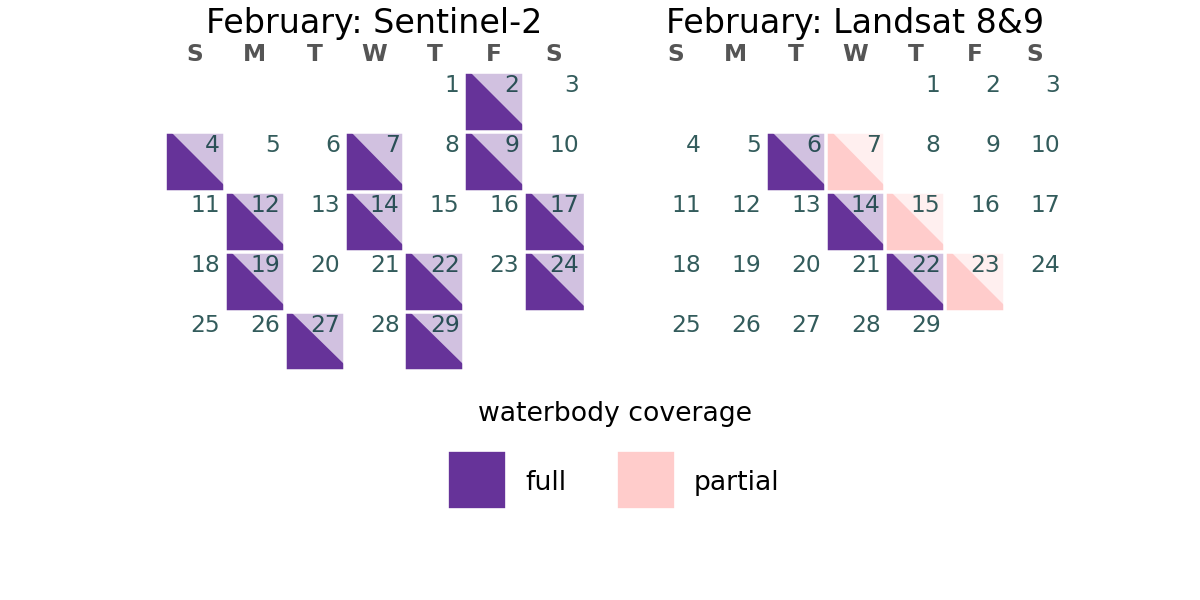 February: Sentinel-2
S M T W T F S
1 2 3
4 5 6 7 8 9 10
11 12 13 14 15 16 17
18 19 20 21 22 23 24
25 26 27 28 29
February: Landsat 8&9
S M T W T F S
1 2 3
4 5 6 7 8 9 10
11 12 13 14 15 16 17
18 19 20 21 22 23 24
25 26 27 28 29
waterbody coverage
full partial